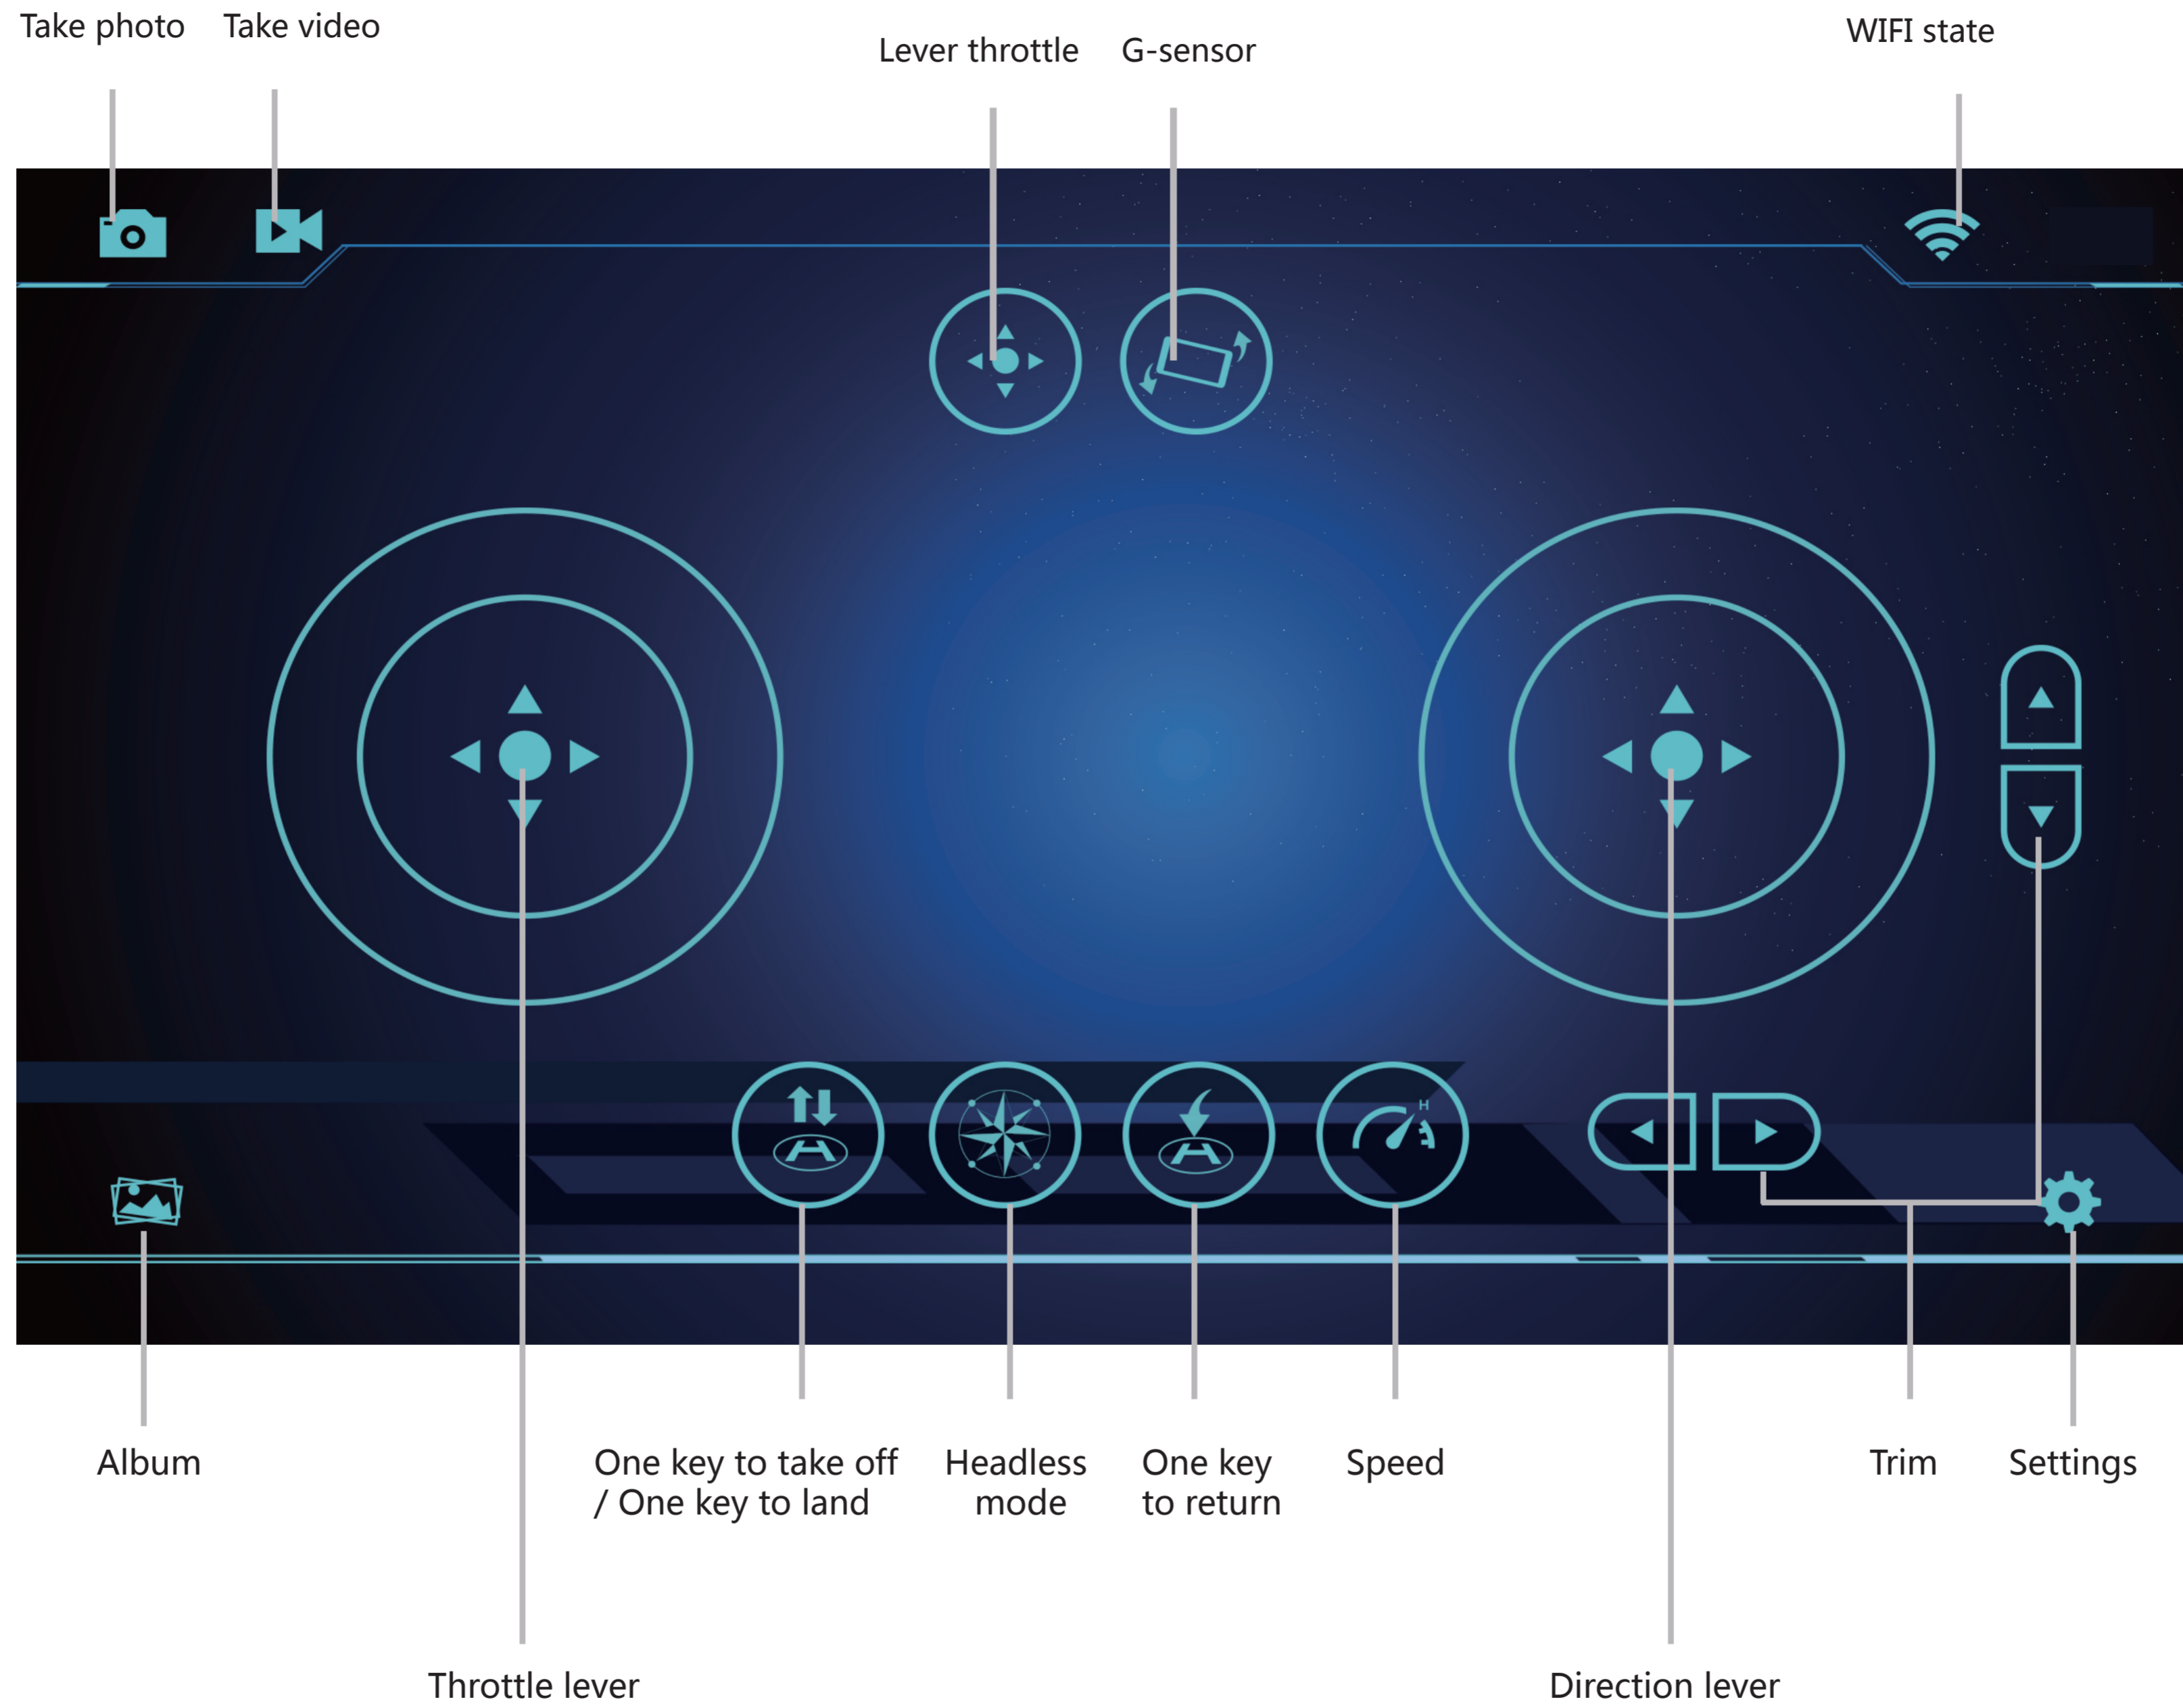 Take photo
Take video
Lever throttle
G-sensor
WIFI state
H
Album
One key to take off
/ One key to land
Headless
mode
One key
to return
Speed
Trim
Settings
Throttle lever
Direction lever